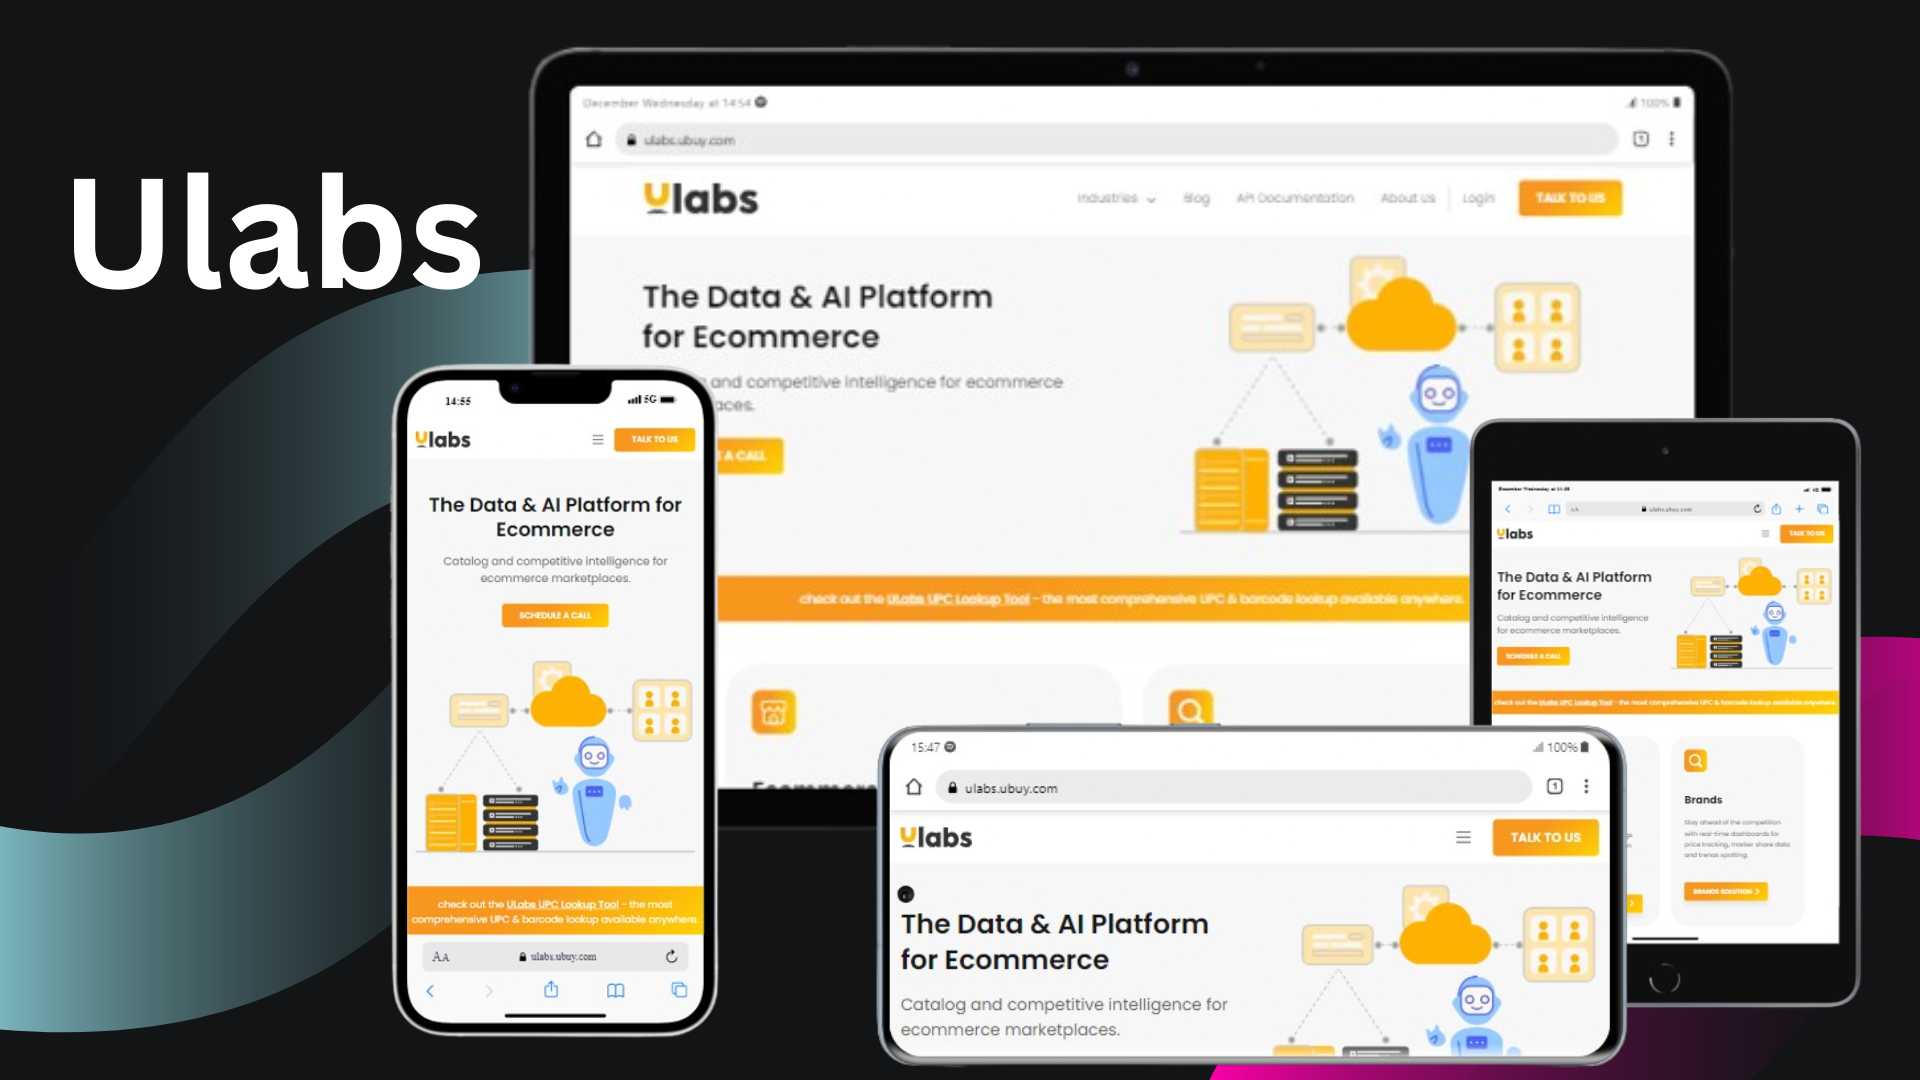 Ulabs
December Wednesday at 14:54
100%
ulabs.ubuy.com
1
Ulabs
Industries
Blog
API Documentation
About Us
Login
TALK TO US
The Data & AI Platform
for Ecommerce
and competitive intelligence for ecommerce
aces.
E A CALL
check out the ULabs UPC Lookup Tool - the most comprehensive UPC & barcode lookup available anywhere.
14:55
5G
Ulabs
TALK TO US
The Data & AI Platform for
Ecommerce
Catalog and competitive intelligence for
ecommerce marketplaces.
SCHEDULE A CALL
check out the ULabs UPC Lookup Tool - the most
comprehensive UPC & barcode lookup available anywhere.
AA
ulabs.ubuy.com
15:47
100%
ulabs.ubuy.com
1
Ulabs
TALK TO US
The Data & AI Platform
for Ecommerce
Catalog and competitive intelligence for
ecommerce marketplaces.
AA
ulabs.ubuy.com
Ulabs
TALK TO US
The Data & AI Platform
for Ecommerce
Catalog and competitive intelligence
for ecommerce marketplaces.
SCHEDULE A CALL
check out the ULabs UPC Lookup Tool - the most comprehensive UPC & barcode lookup available anywhere.
Brands
Stay ahead of the competition
with real-time dashboards for
price tracking, marker share data
and trenas spotting.
BRANDS SOLUTION